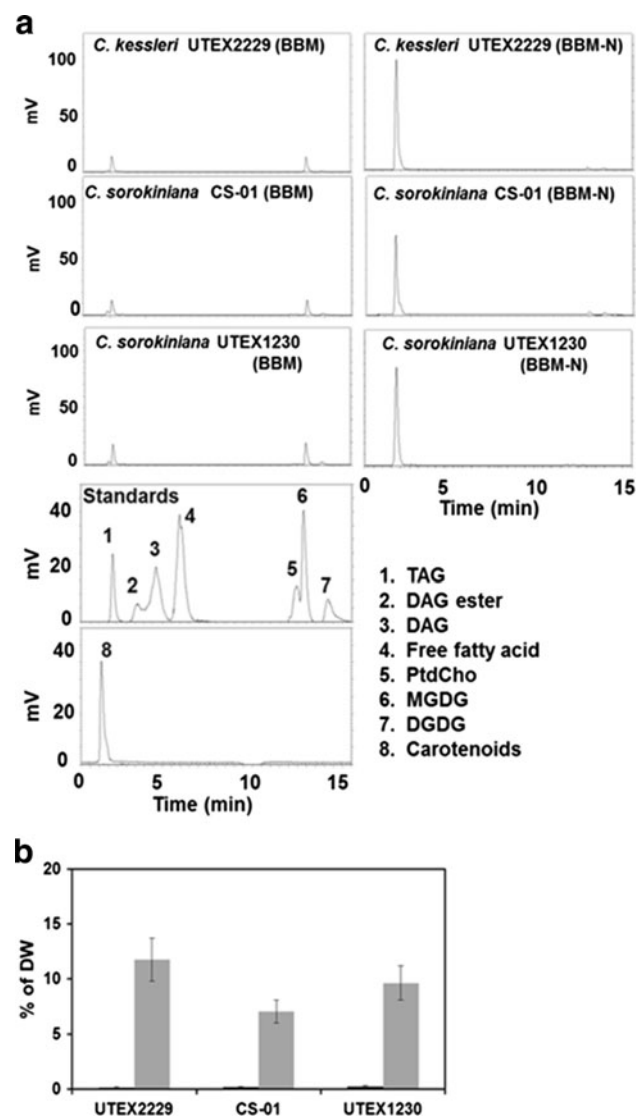 a
C. kessleri UTEX2229 (BBM)
C. kessleri UTEX2229 (BBM-N)
100
50
0
mV
C. sorokiniana CS-01 (BBM)
C. sorokiniana CS-01 (BBM-N)
100
50
0
mV
C. sorokiniana UTEX1230
(BBM)
C. sorokiniana UTEX1230
(BBM-N)
100
50
0
mV
0 5 10 15
Time (min)
Standards
40
20
0
mV
1
2
3
4
5
6
7
40
20
0
mV
8
0 5 10 15
Time (min)
1. TAG
2. DAG ester
3. DAG
4. Free fatty acid
5. PtdCho
6. MGDG
7. DGDG
8. Carotenoids
b
20
15
10
5
0
% of DW
UTEX2229 CS-01 UTEX1230